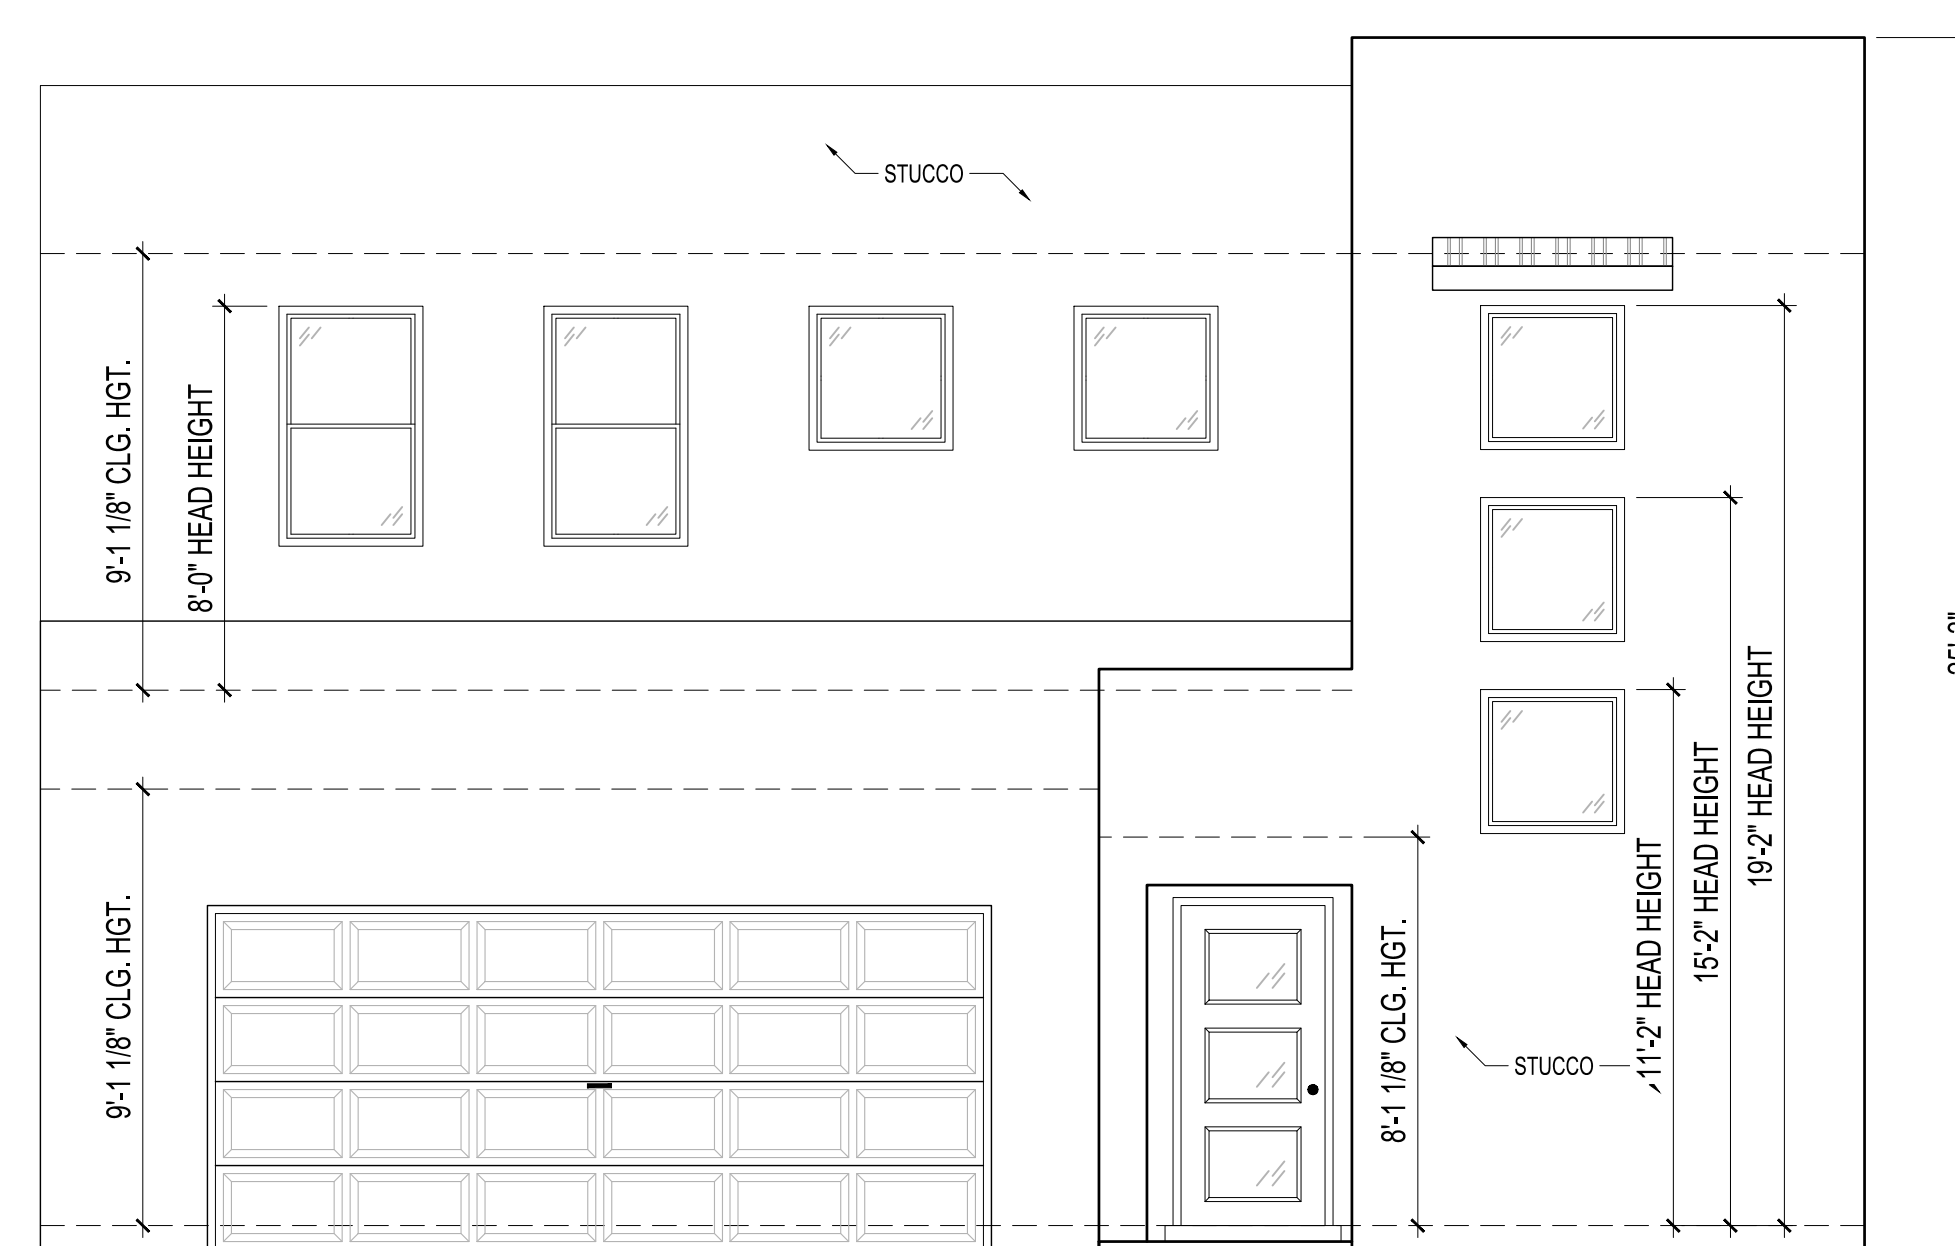 STUCCO
9'-1 1/8" CLG. HGT.
8'-0" HEAD HEIGHT
9'-1 1/8" CLG. HGT.
8'-1 1/8" CLG. HGT.
STUCCO
11'-2" HEAD HEIGHT
15'-2" HEAD HEIGHT
19'-2" HEAD HEIGHT